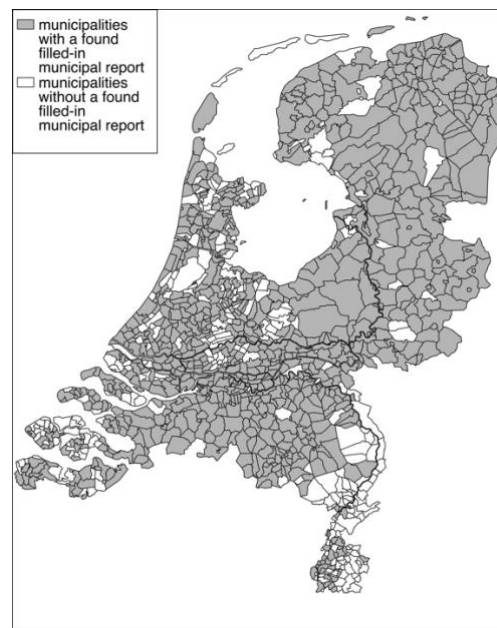 municipalities
with a found
filled-in
municipal report
municipalities
without a found
filled-in
municipal report